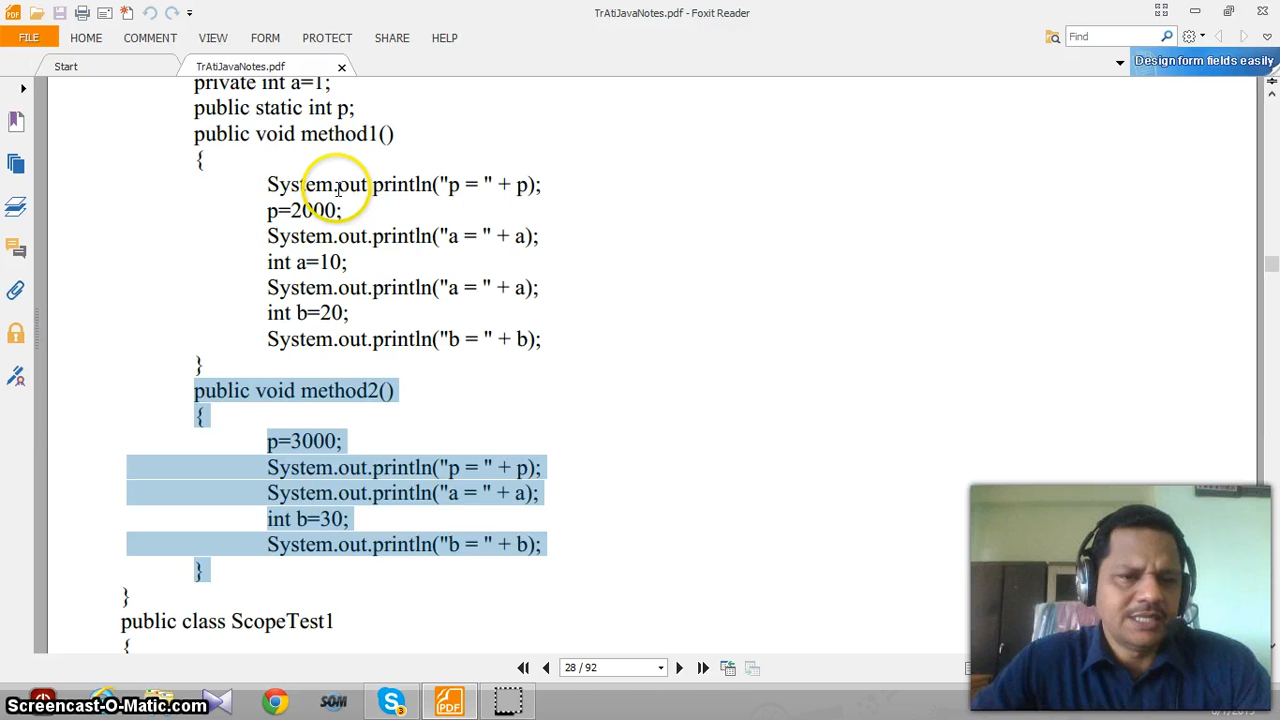 TrAtiJavaNotes.pdf - Foxit Reader
FILE HOME COMMENT VIEW FORM PROTECT SHARE HELP
Find
Start TrAtiJavaNotes.pdf
Design form fields easily
private int a=1;
public static int p;
public void method1()
{
System.out.println("p = " + p);
p=2000;
System.out.println("a = " + a);
int a=10;
System.out.println("a = " + a);
int b=20;
System.out.println("b = " + b);
}
public void method2()
{
p=3000;
System.out.println("p = " + p);
System.out.println("a = " + a);
int b=30;
System.out.println("b = " + b);
}
}
public class ScopeTest1
{
28 / 92
Screencast-O-Matic.com
SOM
PDF